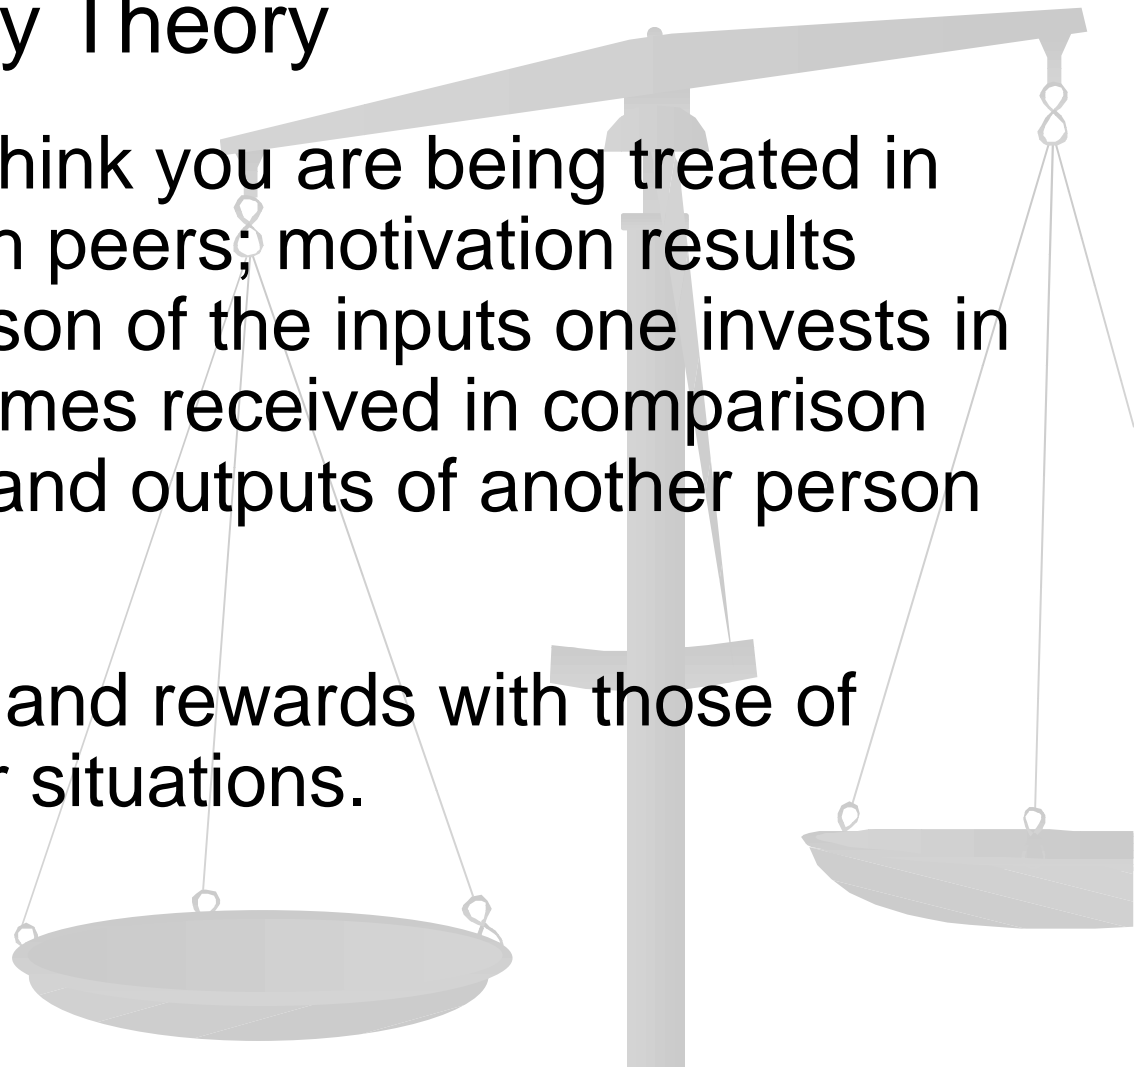 y Theory
hink you are being treated in
n peers; motivation results
son of the inputs one invests in
mes received in comparison
and outputs of another person
and rewards with those of
r situations.